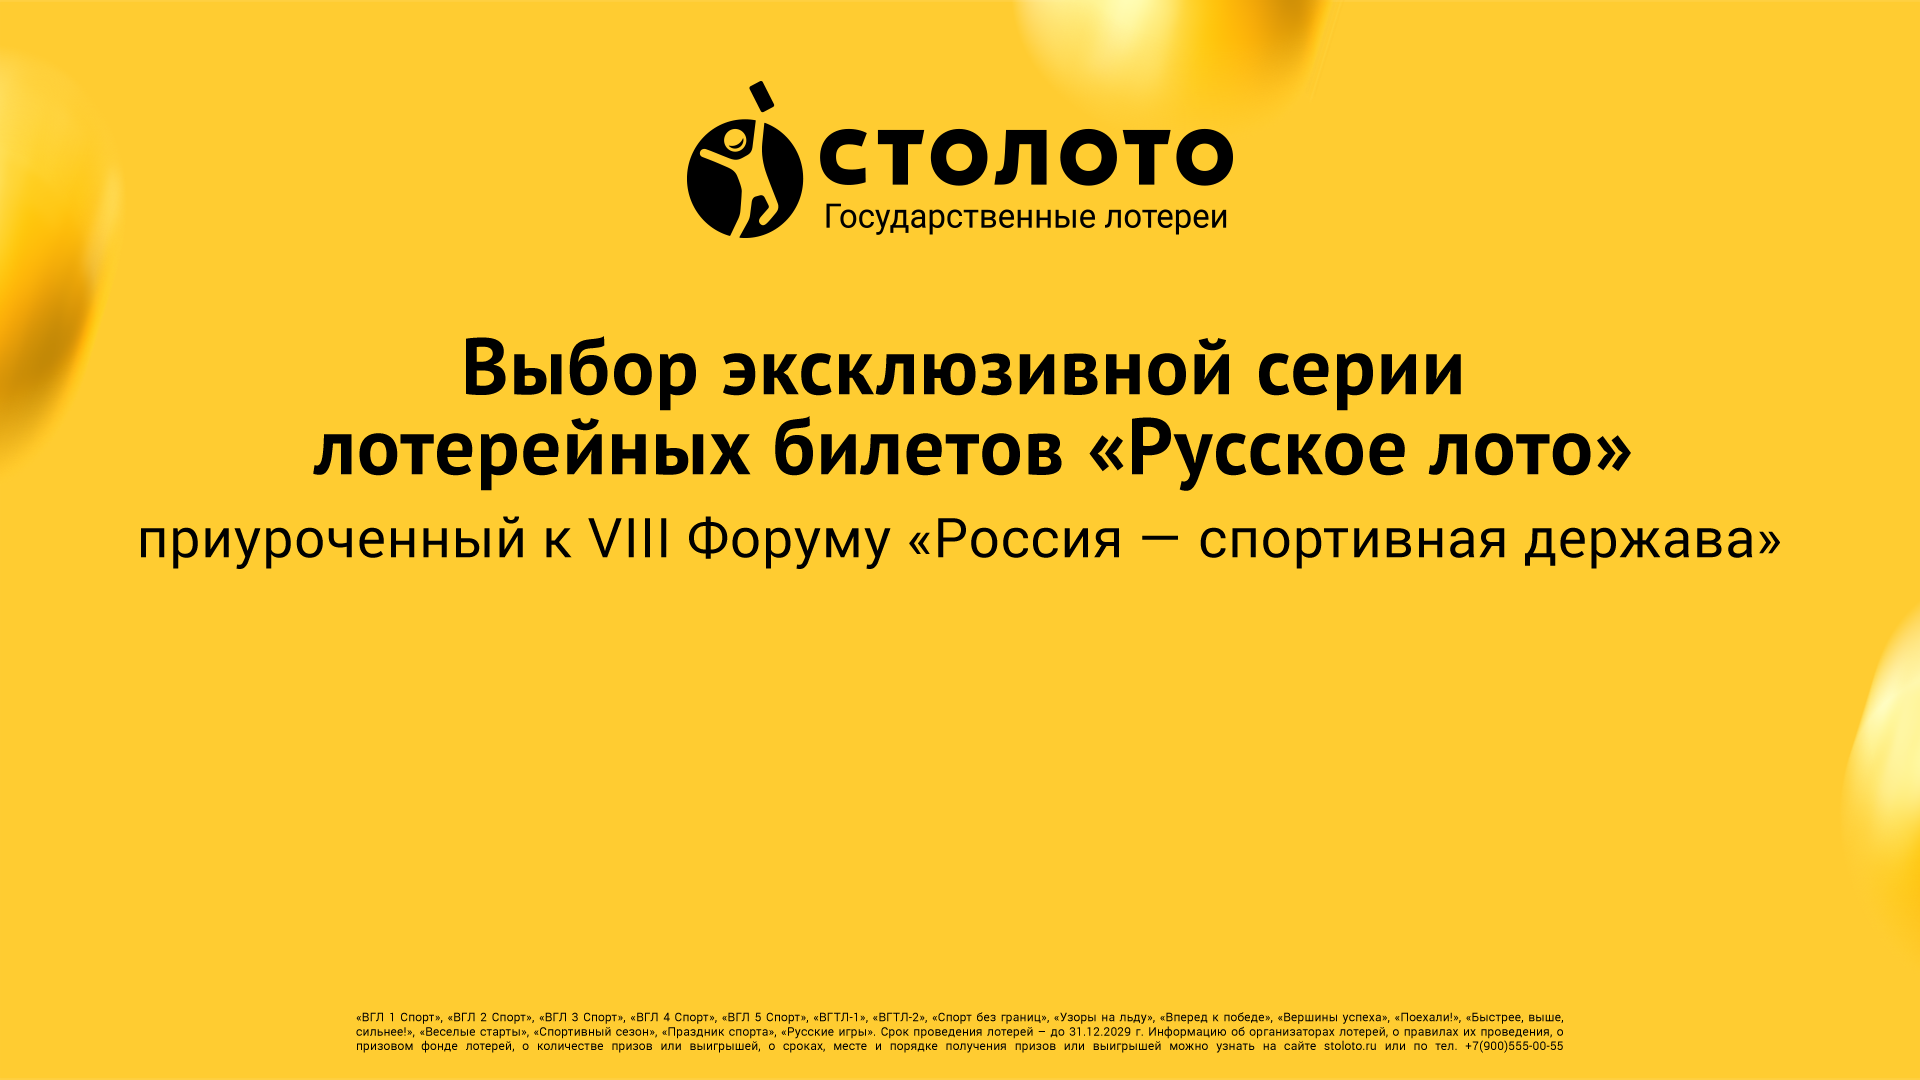 столото
Государственные лотереи
Выбор эксклюзивной серии
лотерейных билетов «Русское лото»
приуроченный к VIII Форуму «Россия — спортивная держава»
«ВГЛ 1 Спорт», «ВГЛ 2 Спорт», «ВГЛ 3 Спорт», «ВГЛ 4 Спорт», «ВГЛ 5 Спорт», «ВГТЛ-1», «ВГТЛ-2», «Спорт без границ», «Узоры на льду», «Вперед к победе», «Вершины успеха», «Поехали!», «Быстрее, выше,
сильнее!», «Веселые старты», «Спортивный сезон», «Праздник спорта», «Русские игры». Срок проведения лотерей – до 31.12.2029 г. Информацию об организаторах лотерей, о правилах их проведения, о
призовом фонде лотерей, о количестве призов или выигрышей, о сроках, месте и порядке получения призов или выигрышей можно узнать на сайте stoloto.ru или по тел. +7(900)555-00-55